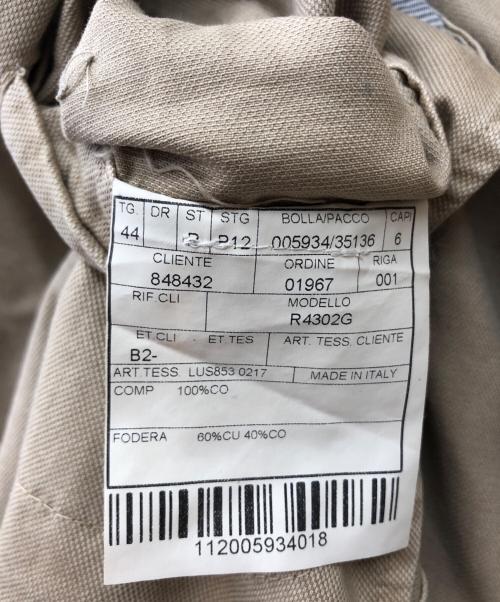 TG. DR ST STG BOLLA/PACCO CAPI
44 P12 005934/35136 6
CLIENTE ORDINE RIGA
848432 01967 001
RIF.CLI MODELLO
R4302G
ET.CLI . ET.TES ART. TESS. CLIENTE
B2-
ART.TESS. LUS853 0217 MADE IN ITALY
COMP 100%CO
FODERA 60%CU 40%CO
112005934018